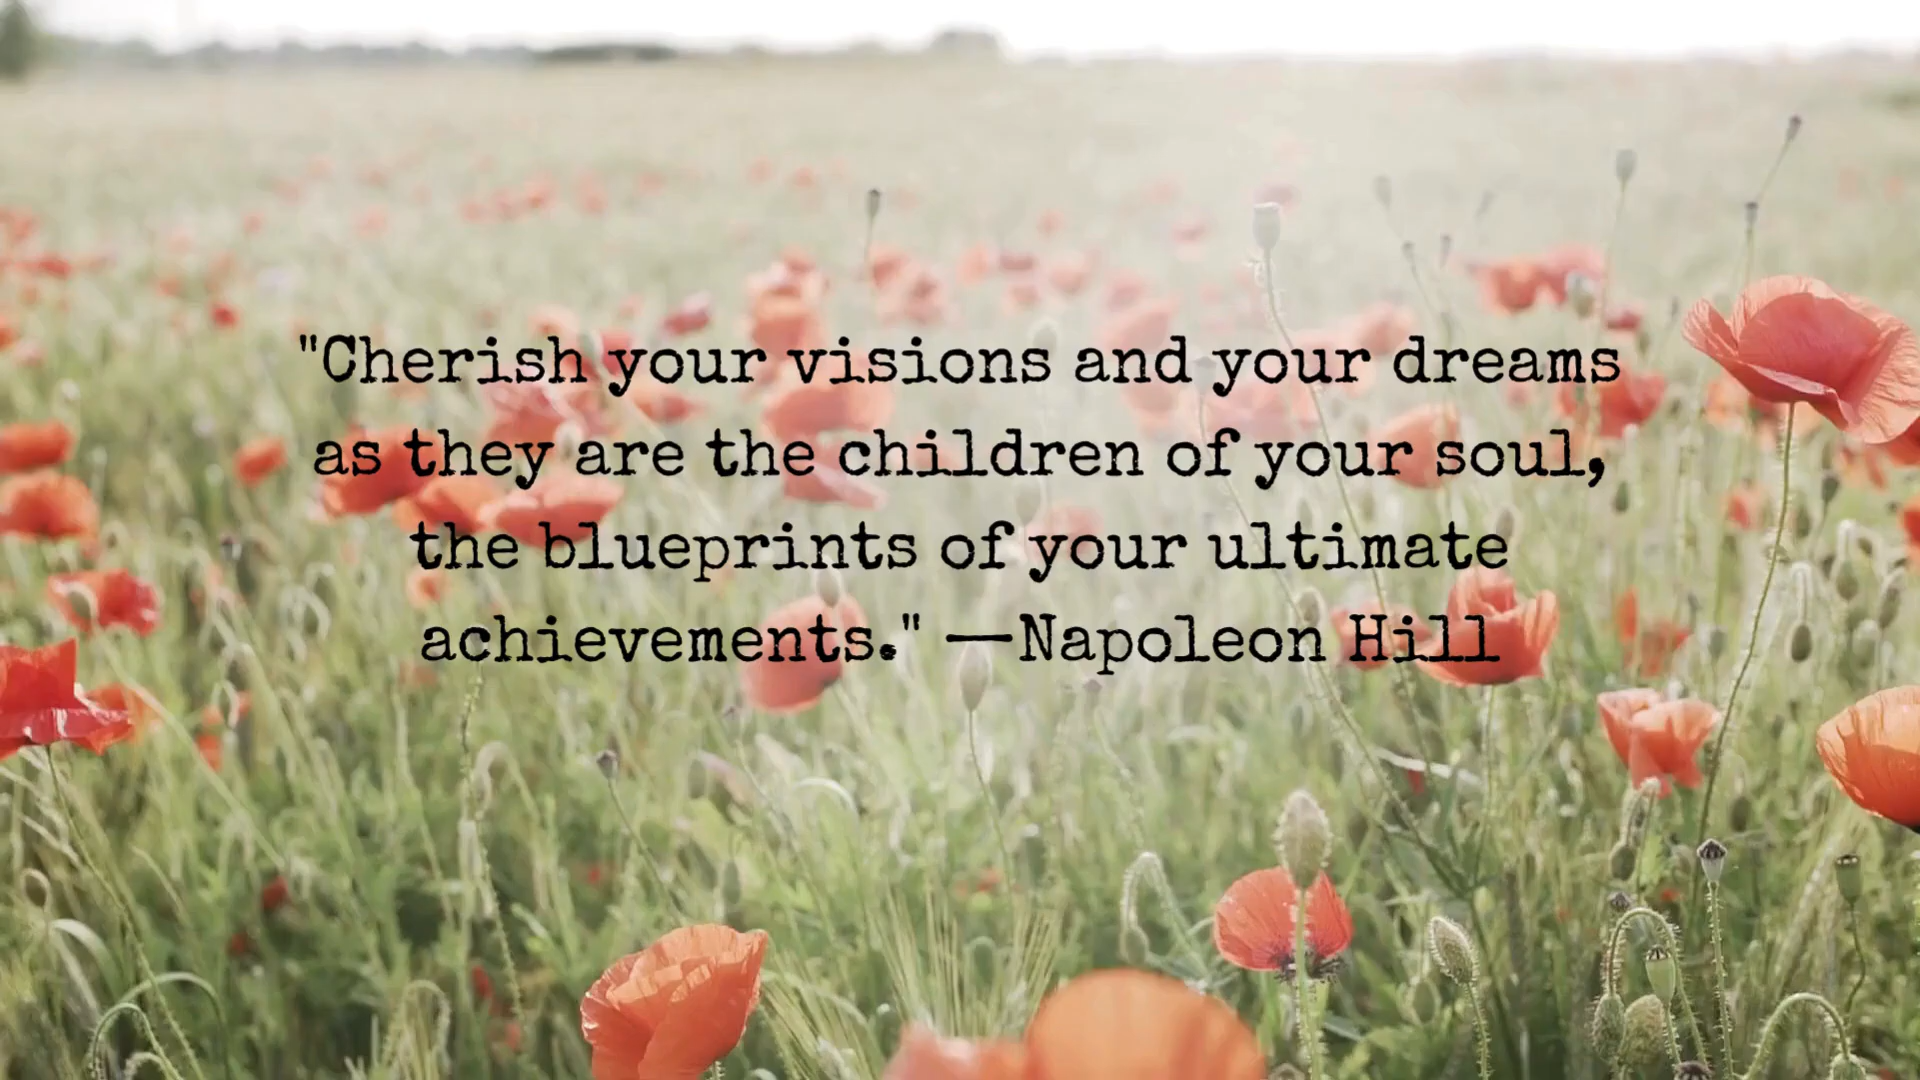 "Cherish your visions and your dreams
as they are the children of your soul,
the blueprints of your ultimate
achievements." —Napoleon Hill